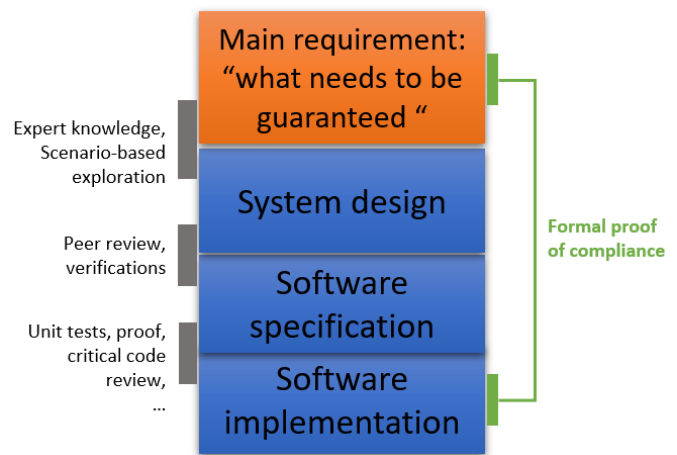 Main requirement:
“what needs to be
guaranteed “
Expert knowledge,
Scenario-based
exploration
System design
Peer review,
verifications
Formal proof
of compliance
Software
specification
Unit tests, proof,
critical code
review,
...
Software
implementation